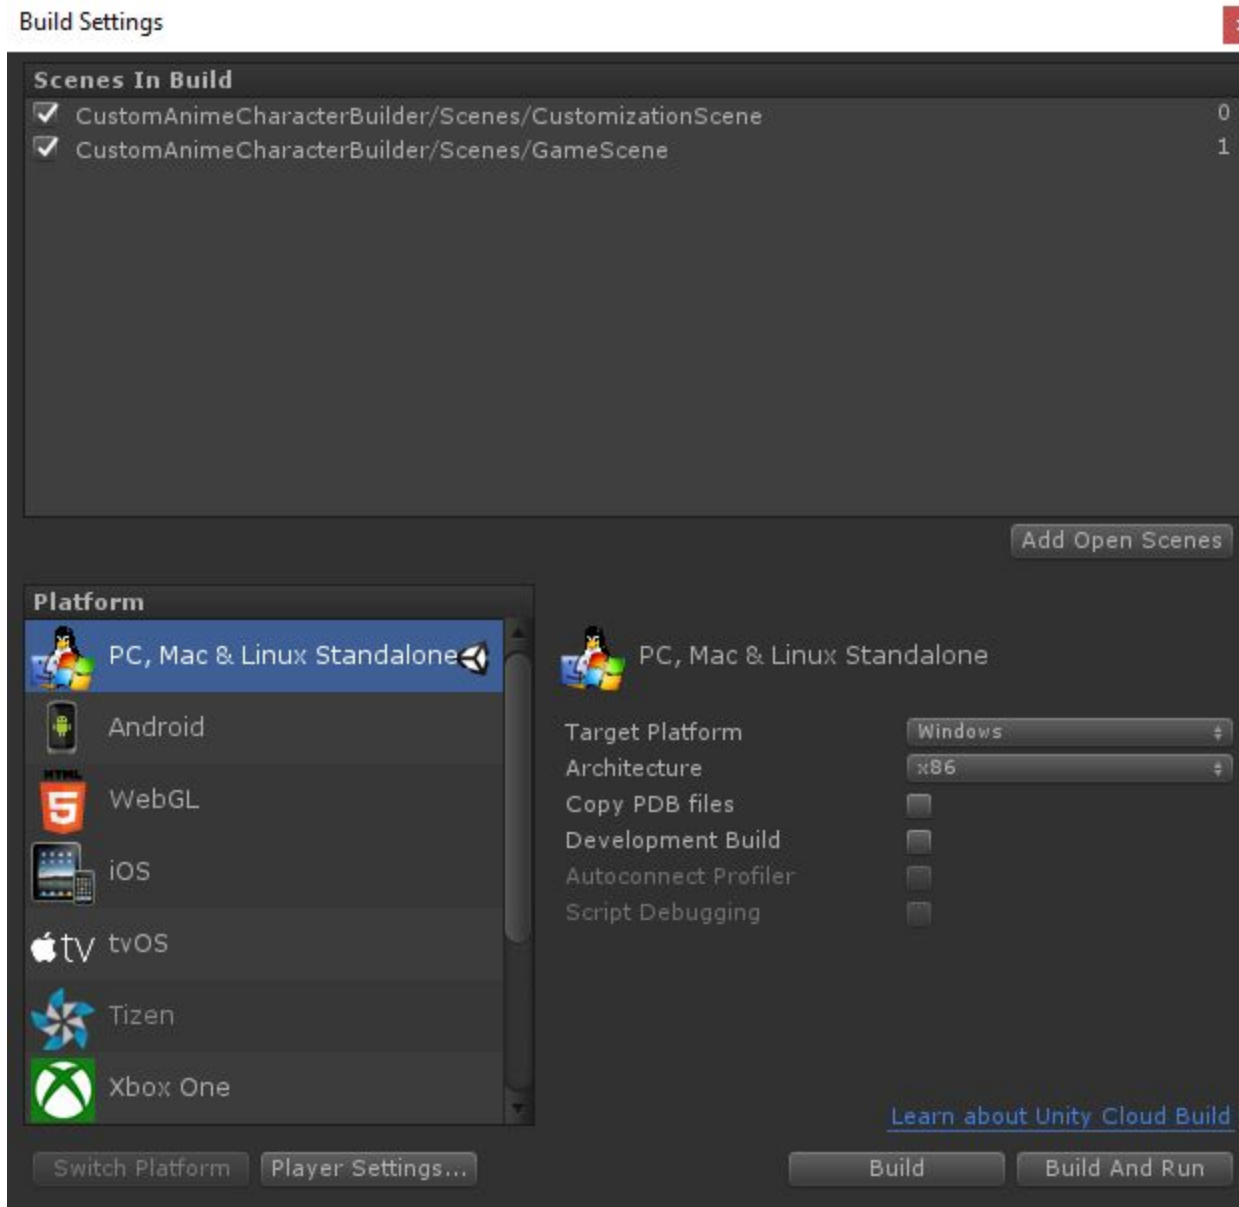 Build Settings
Scenes In Build
CustomAnimeCharacterBuilder/Scenes/CustomizationScene 0
CustomAnimeCharacterBuilder/Scenes/GameScene 1
Add Open Scenes
Platform
PC, Mac & Linux Standalone
Android
HTML
5
WebGL
iOS
tv
tvOS
Tizen
Xbox One
PC, Mac & Linux Standalone
Target Platform Windows
Architecture x86
Copy PDB files
Development Build
Autoconnect Profiler
Script Debugging
Learn about Unity Cloud Build
Switch Platform Player Settings... Build Build And Run